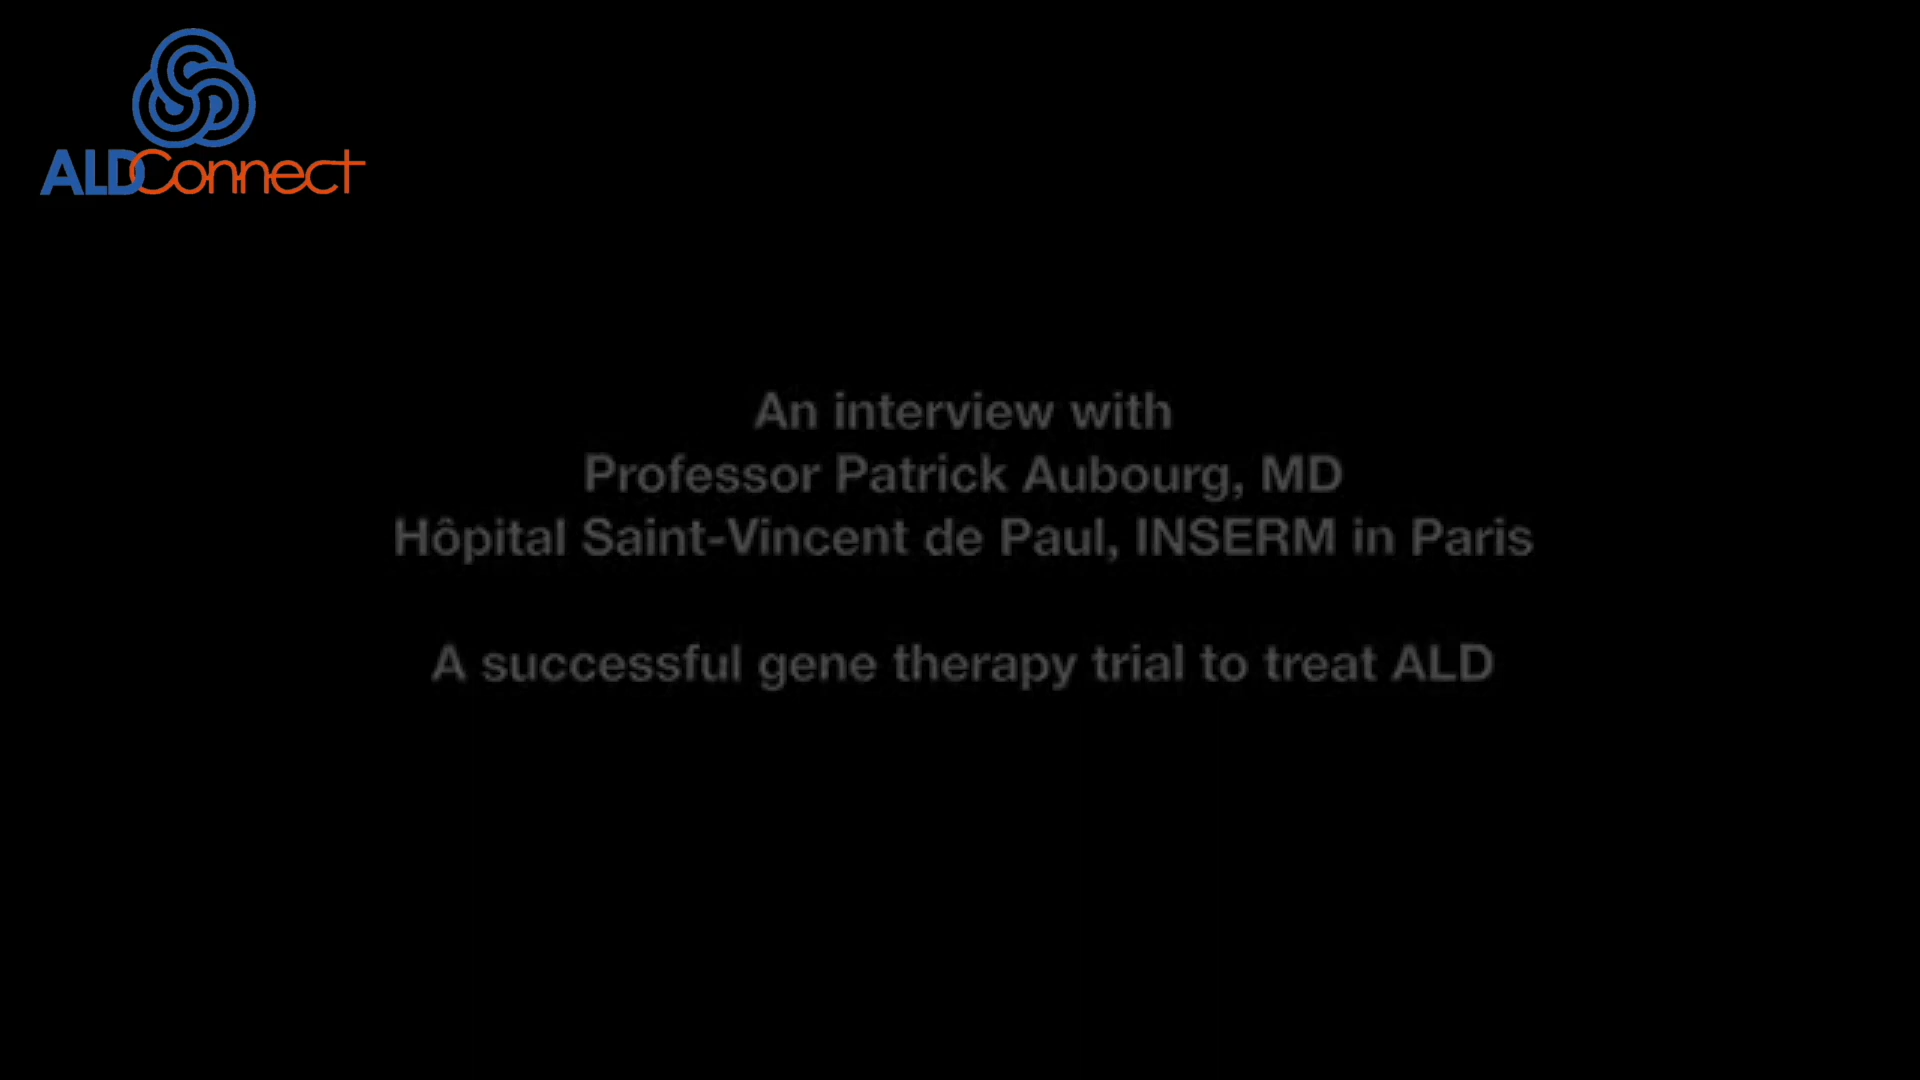 ALDConnect
An interview with
Professor Patrick Aubourg, MD
Hôpital Saint-Vincent de Paul, INSERM in Paris
A successful gene therapy trial to treat ALD